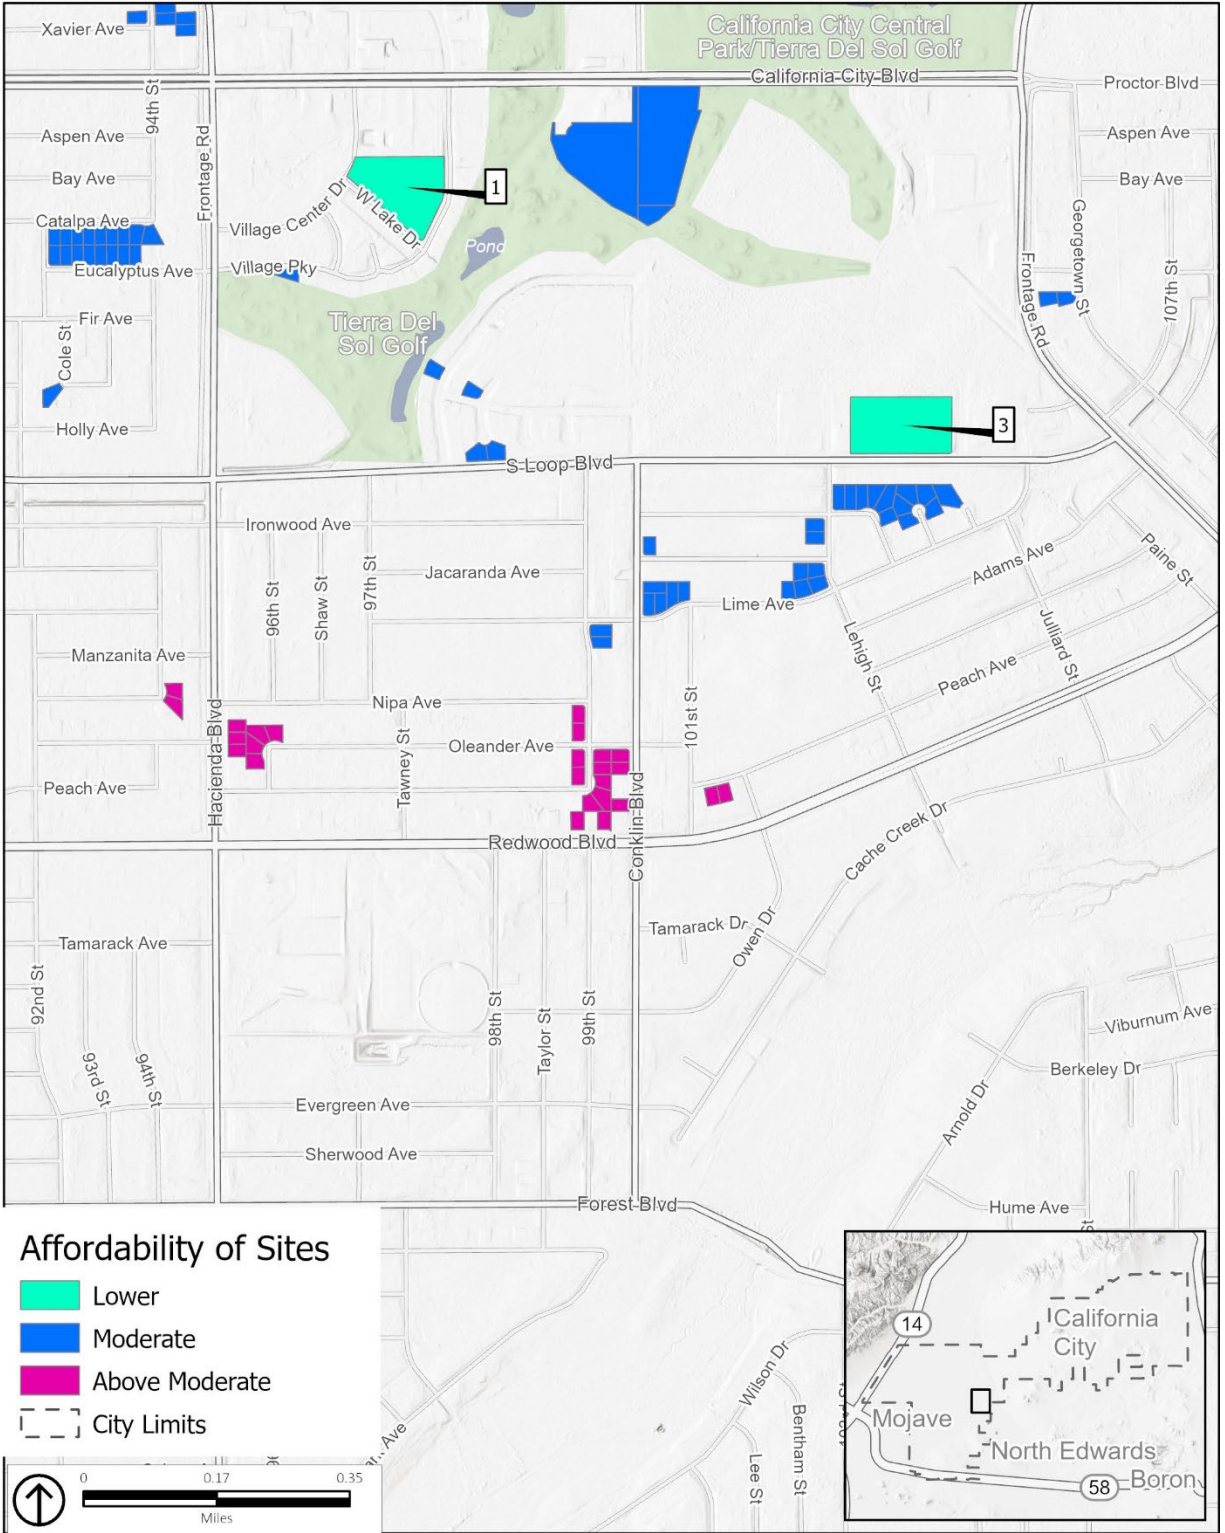 Xavier Ave
94th St
Frontage Rd
California City Central
Park/Tierra Del Sol Golf
California City Blvd
Proctor Blvd
Aspen Ave
Aspen Ave
Bay Ave
Bay Ave
1
Catalpa Ave
Village Center Dr
W Lake Dr
Georgetown St
Pond
Eucalyptus Ave
Village Pky
Frontage Rd
107th St
Fir Ave
Tierra Del
Sol Golf
Cole St
Holly Ave
3
S Loop Blvd
Ironwood Ave
Jacaranda Ave
96th St
Shaw St
97th St
Adams Ave
Paine St
Lime Ave
Lehigh St
Julliard St
Manzanita Ave
Peach Ave
Nipa Ave
101st St
Hacienda Blvd
Tawney St
Oleander Ave
Peach Ave
Conklin Blvd
Redwood Blvd
Cache Creek Dr
Tamarack Dr
Owen Dr
Tamarack Ave
92nd St
98th St
Taylor St
99th St
Viburnum Ave
93rd St
94th St
Berkeley Dr
Arnold Dr
Evergreen Ave
Sherwood Ave
Forest Blvd
Hume Ave
St
Affordability of Sites
Lower
Moderate
Above Moderate
City Limits
Ave
Wilson Dr
Bentham St
Lee St
14
California
City
Mojave
North Edwards
Boron
58
0
0.17
0.35
Miles